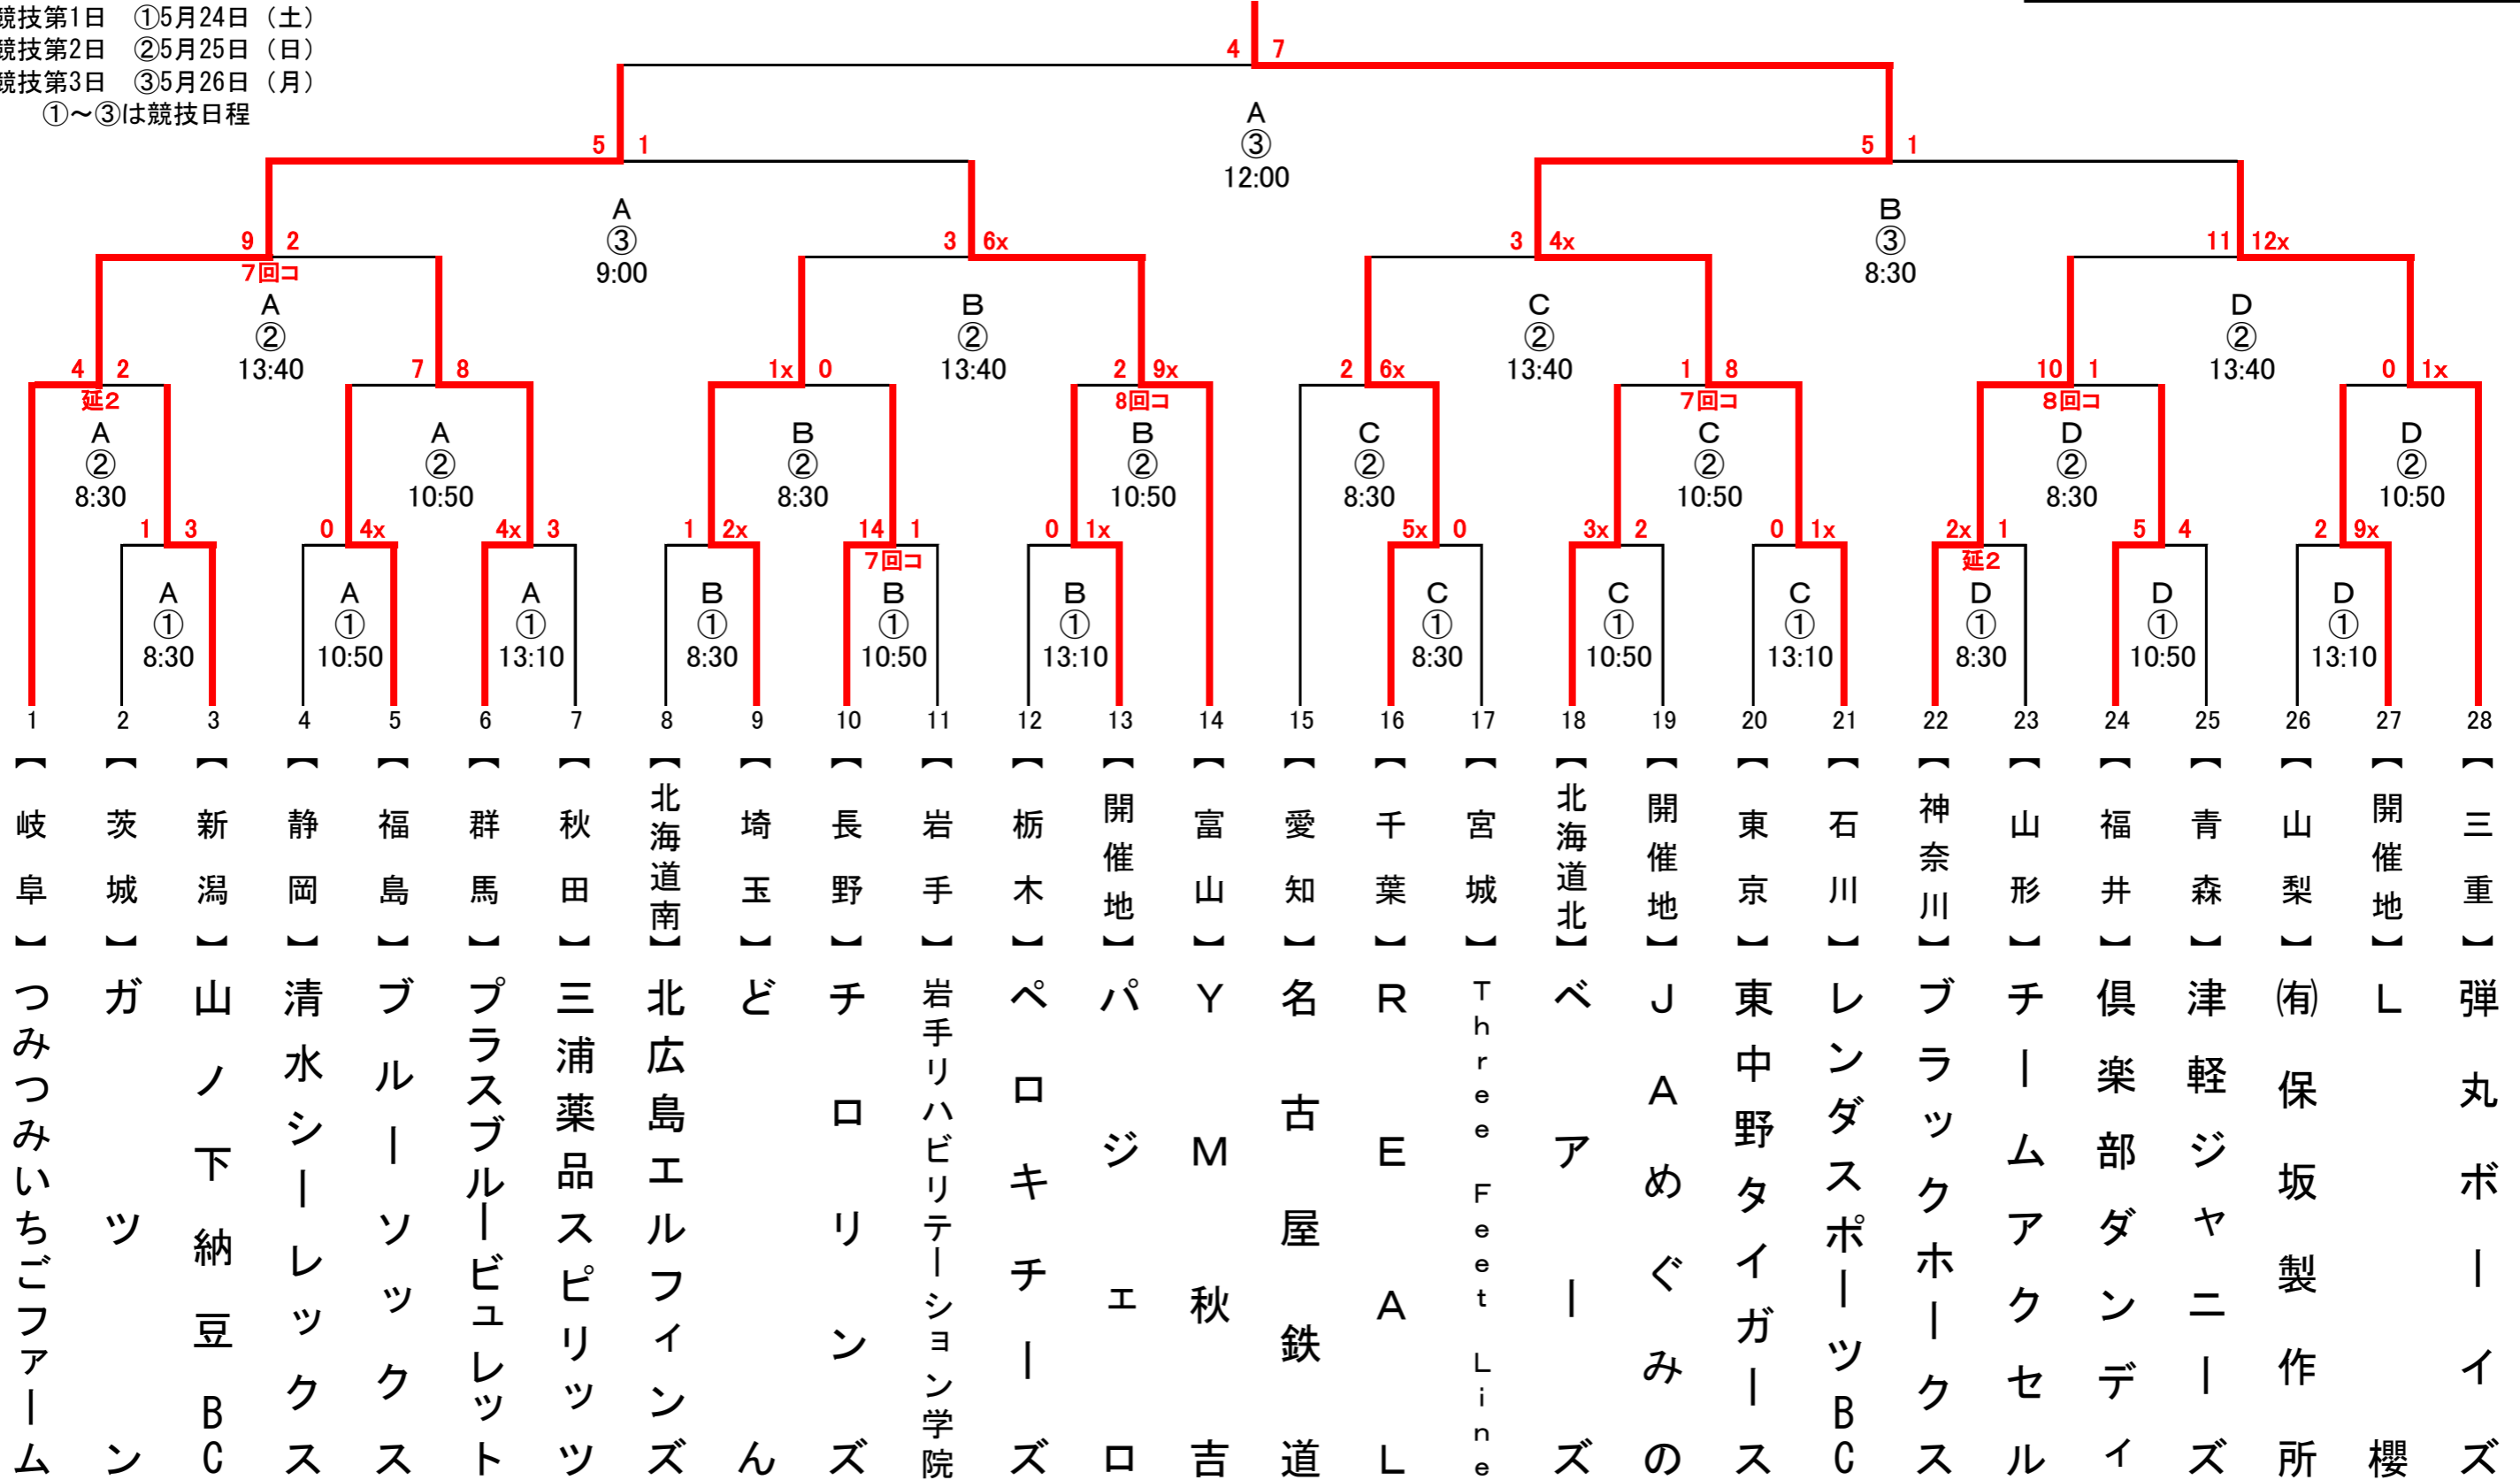 競技第1日 ①5月24日（土）
競技第2日 ②5月25日（日）
競技第3日 ③5月26日（月）
①～③は競技日程
4 7
A
③
12:00
5 1
5 1
A
③
9:00
B
③
8:30
9 2
7回コ
3 6x
3 4x
11 12x
A
②
13:40
B
②
13:40
C
②
13:40
D
②
13:40
4 2
延2
7 8
1x 0
2 9x
8回コ
2 6x
1 8
7回コ
10 1
8回コ
0 1x
A
②
8:30
A
②
10:50
B
②
8:30
B
②
10:50
C
②
8:30
C
②
10:50
D
②
8:30
D
②
10:50
1 3
0 4x
4x 3
1 2x
14 1
7回コ
0 1x
5x 0
3x 2
0 1x
2x 1
延2
5 4
2 9x
A
①
8:30
A
①
10:50
A
①
13:10
B
①
8:30
B
①
10:50
B
①
13:10
C
①
8:30
C
①
10:50
C
①
13:10
D
①
8:30
D
①
10:50
D
①
13:10
1 2 3 4 5 6 7 8 9 10 11 12 13 14 15 16 17 18 19 20 21 22 23 24 25 26 27 28
【岐阜】つみつみいちごファーム
【茨城】ガッツン
【新潟】山ノ下納豆BC
【静岡】清水シーレックス
【福島】ブルーソックス
【群馬】プラスブルービュレット
【秋田】三浦薬品スピリッツ
【北海道南】北広島エルフィンズ
【埼玉】どん
【長野】チロリンズ
【岩手】岩手リハビリテーション学院
【栃木】ペロキチーズ
【開催地】パジェロ
【富山】YM秋吉
【愛知】名古屋鉄道
【千葉】REAL
【宮城】Three Feet Line
【北海道北】ベアーズ
【開催地】JAめぐみの
【東京】東中野タイガース
【石川】レンダスポーツBC
【神奈川】ブラックホークス
【山形】チームアクセル
【福井】倶楽部ダンディ
【青森】津軽ジャニーズ
【山梨】㈲保坂製作所
【開催地】L櫻
【三重】弾丸ボーイズ